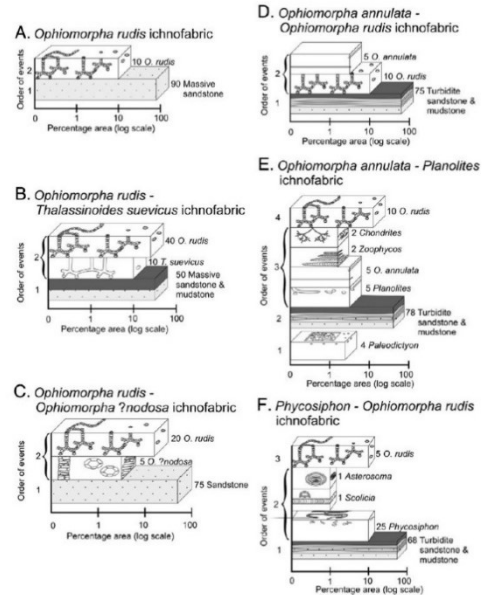 A. Ophiomorpha rudis ichnofabric
Order of events
2
1
10 O. rudis
90 Massive
sandstone
0 1 10 100
Percentage area (log scale)
B. Ophiomorpha rudis -
Thalassinoides suevicus ichnofabric
Order of events
2
1
40 O. rudis
10 T. suevicus
50 Massive
sandstone &
mudstone
0 1 10 100
Percentage area (log scale)
C. Ophiomorpha rudis -
Ophiomorpha ?nodosa ichnofabric
Order of events
2
1
20 O. rudis
5 O. ?nodosa
75 Sandstone
0 1 10 100
Percentage area (log scale)
D. Ophiomorpha annulata -
Ophiomorpha rudis ichnofabric
Order of events
2
1
5 O. annulata
10 O. rudis
75 Turbidite
sandstone &
mudstone
0 1 10 100
Percentage area (log scale)
E. Ophiomorpha annulata - Planolites
ichnofabric
Order of events
4
3
2
1
10 O. rudis
2 Chondrites
2 Zoophycos
5 O. annulata
5 Planolites
78 Turbidite
sandstone &
mudstone
4 Paleodictyon
0 1 10 100
Percentage area (log scale)
F. Phycosiphon - Ophiomorpha rudis
ichnofabric
Order of events
3
2
1
5 O. rudis
1 Asterosoma
1 Scolicia
25 Phycosiphon
68 Turbidite
sandstone &
mudstone
0 1 10 100
Percentage area (log scale)